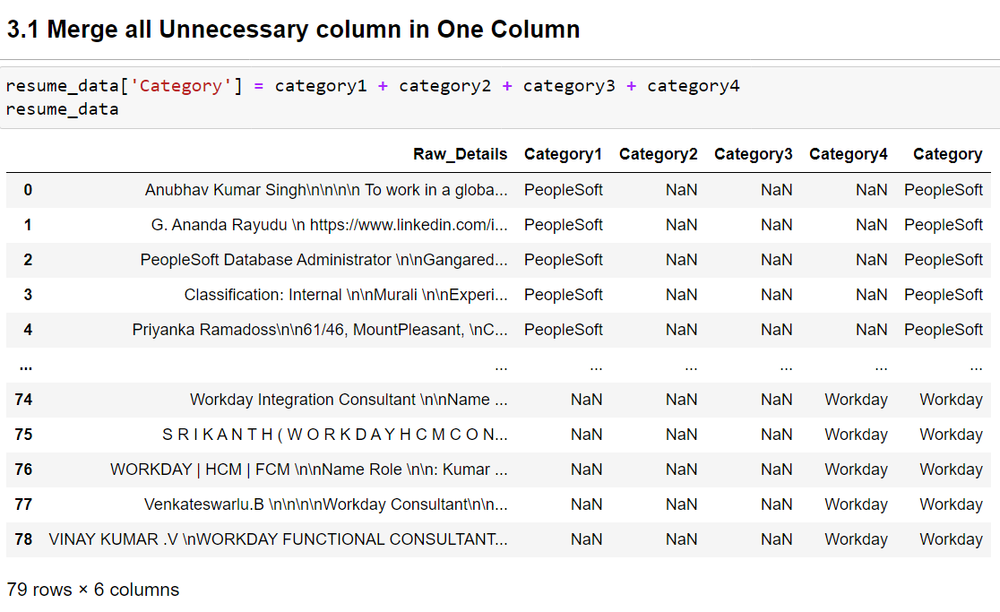 3.1 Merge all Unnecessary column in One Column
resume_data['Category'] = category1 + category2 + category3 + category4
resume_data
Raw_Details Category1 Category2 Category3 Category4 Category
0 Anubhav Kumar Singh\n\n\n\n To work in a globa... PeopleSoft NaN NaN NaN PeopleSoft
1 G. Ananda Rayudu \n https://www.linkedin.com/i... PeopleSoft NaN NaN NaN PeopleSoft
2 PeopleSoft Database Administrator \n\nGangared... PeopleSoft NaN NaN NaN PeopleSoft
3 Classification: Internal \n\nMurali \n\nExperi... PeopleSoft NaN NaN NaN PeopleSoft
4 Priyanka Ramadoss\n\n61/46, MountPleasant, \nC... PeopleSoft NaN NaN NaN PeopleSoft
... ... ... ... ... ... ...
74 Workday Integration Consultant \n\nName ... NaN NaN NaN Workday Workday
75 S R I K A N T H ( W O R K D A Y H C M C O N... NaN NaN NaN Workday Workday
76 WORKDAY | HCM | FCM \n\nName Role \n\n: Kumar ... NaN NaN NaN Workday Workday
77 Venkateswarlu.B \n\n\n\nWorkday Consultant\n\n... NaN NaN NaN Workday Workday
78 VINAY KUMAR .V \nWORKDAY FUNCTIONAL CONSULTANT... NaN NaN NaN Workday Workday
79 rows × 6 columns